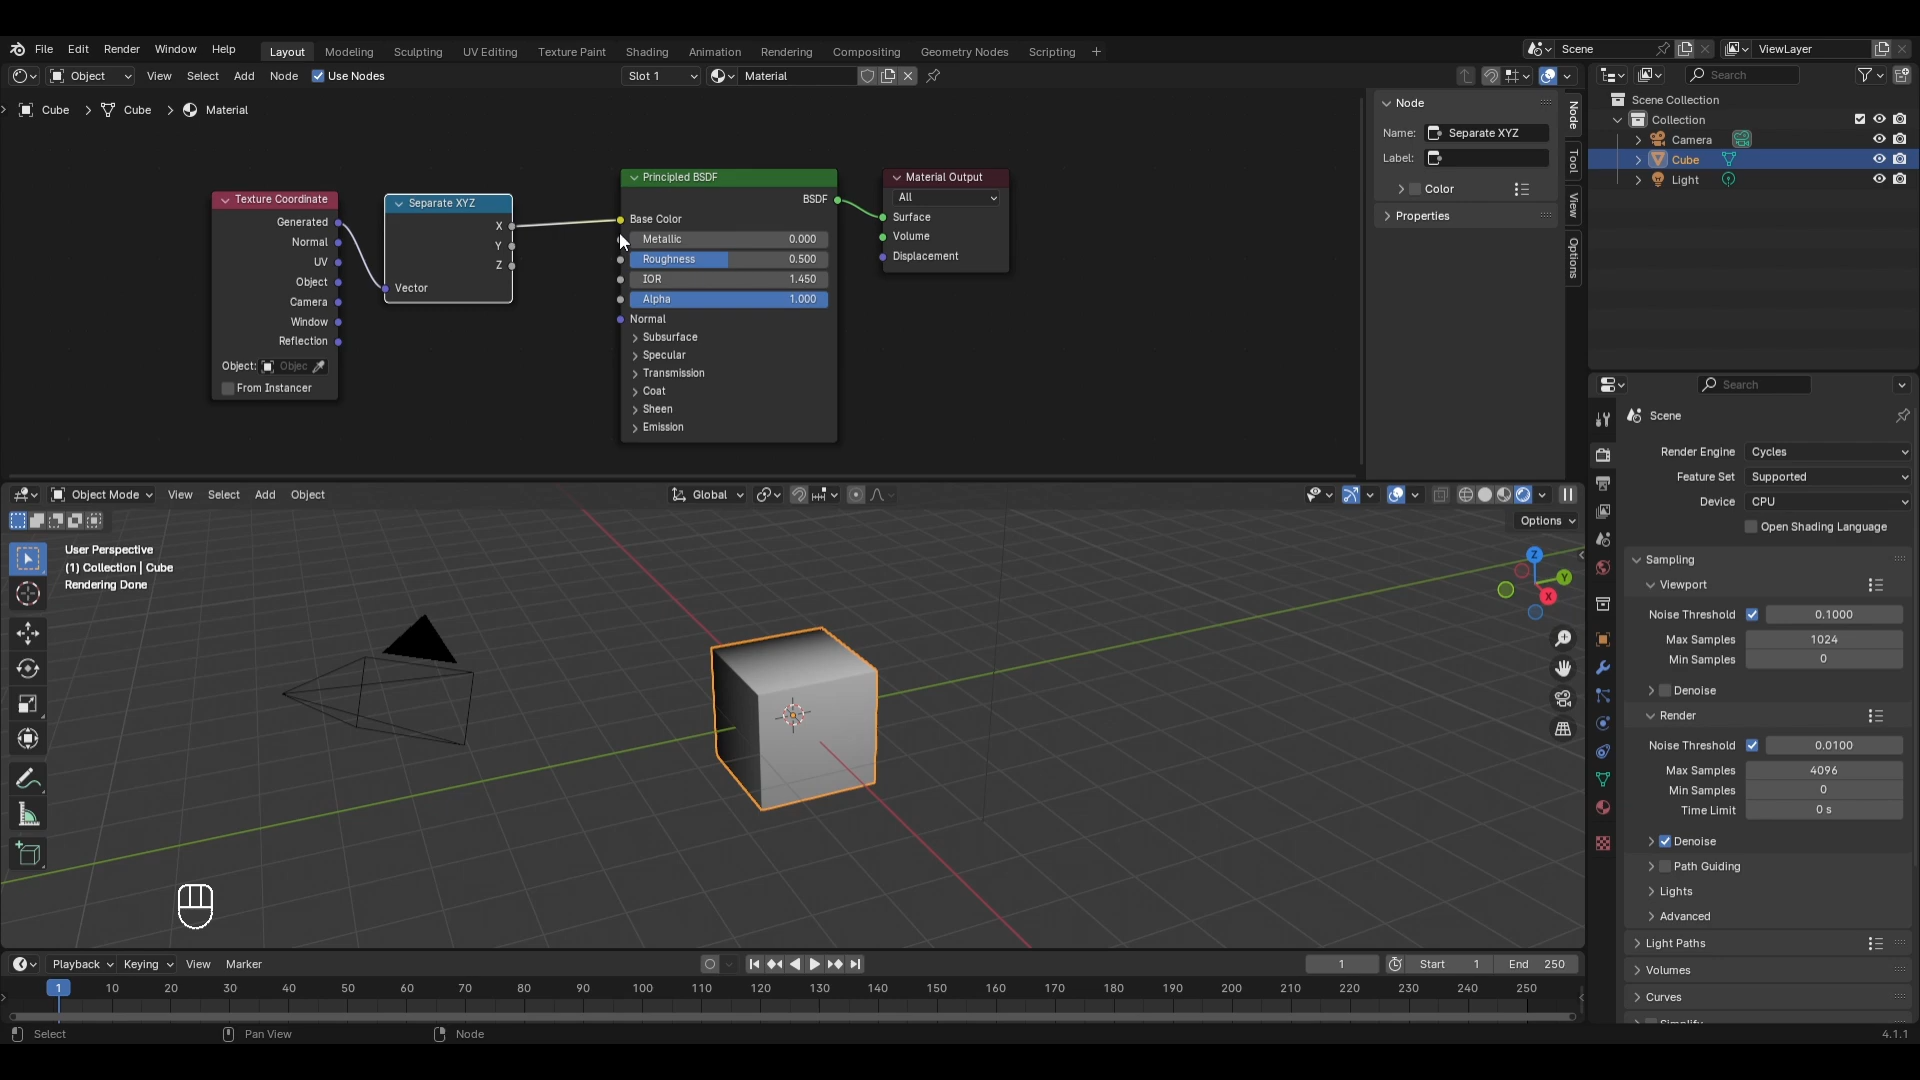 File Edit Render Window Help Layout Modeling Sculpting UV Editing Texture Paint Shading Animation Rendering Compositing Geometry Nodes Scripting + Scene ViewLayer
Object View Select Add Node Use Nodes Slot 1 Material Search
Cube > Cube > Material
Node
Name: Separate XYZ
Label:
Color
Properties
Node
Tool
View
Options
Texture Coordinate
Generated
Normal
UV
Object
Camera
Window
Reflection
Object: Objec
From Instancer
Separate XYZ
X
Y
Z
Vector
Principled BSDF
BSDF
Base Color
Metallic 0.000
Roughness 0.500
IOR 1.450
Alpha 1.000
Normal
Subsurface
Specular
Transmission
Coat
Sheen
Emission
Material Output
All
Surface
Volume
Displacement
Scene Collection
Collection
Camera
Cube
Light
Search
Scene
Render Engine Cycles
Feature Set Supported
Device CPU
Open Shading Language
Sampling
Viewport
Noise Threshold 0.1000
Max Samples 1024
Min Samples 0
Denoise
Render
Noise Threshold 0.0100
Max Samples 4096
Min Samples 0
Time Limit 0 s
Denoise
Path Guiding
Lights
Advanced
Light Paths
Volumes
Curves
Object Mode View Select Add Object Global
Options
User Perspective
(1) Collection | Cube
Rendering Done
Z
Y
X
Playback Keying View Marker 1 Start 1 End 250
1 10 20 30 40 50 60 70 80 90 100 110 120 130 140 150 160 170 180 190 200 210 220 230 240 250
Select Pan View Node 4.1.1